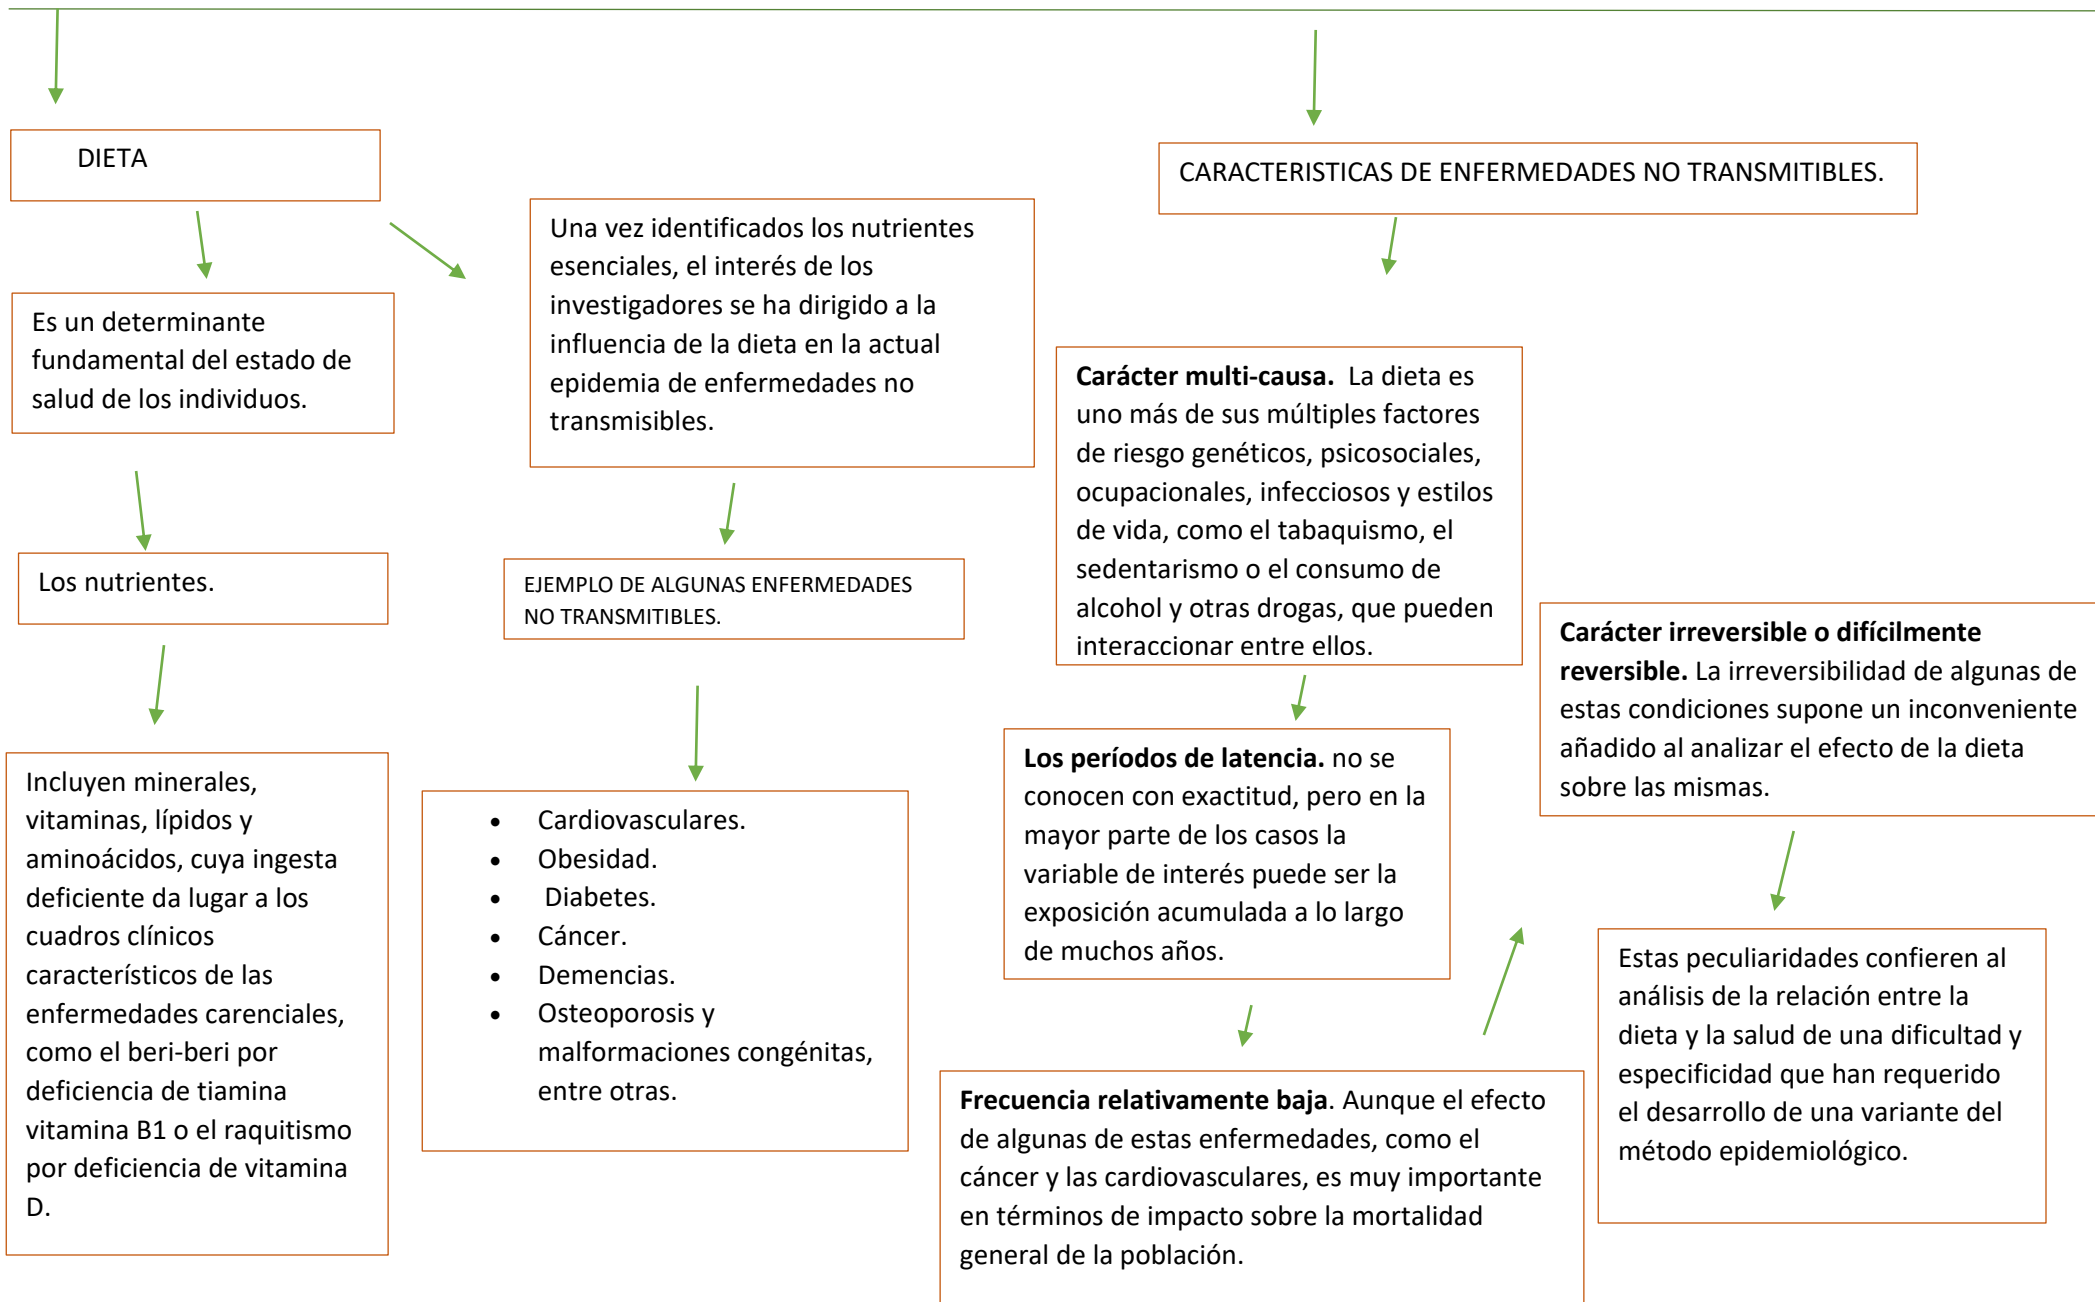 DIETA
CARACTERISTICAS DE ENFERMEDADES NO TRANSMITIBLES.
Es un determinante
fundamental del estado de
salud de los individuos.
Una vez identificados los nutrientes
esenciales, el interés de los
investigadores se ha dirigido a la
influencia de la dieta en la actual
epidemia de enfermedades no
transmisibles.
Los nutrientes.
EJEMPLO DE ALGUNAS ENFERMEDADES
NO TRANSMITIBLES.
Incluyen minerales,
vitaminas, lípidos y
aminoácidos, cuya ingesta
deficiente da lugar a los
cuadros clínicos
característicos de las
enfermedades carenciales,
como el beri-beri por
deficiencia de tiamina
vitamina B1 o el raquitismo
por deficiencia de vitamina
D.
• Cardiovasculares.
• Obesidad.
• Diabetes.
• Cáncer.
• Demencias.
• Osteoporosis y
malformaciones congénitas,
entre otras.
Carácter multi-causa. La dieta es
uno más de sus múltiples factores
de riesgo genéticos, psicosociales,
ocupacionales, infecciosos y estilos
de vida, como el tabaquismo, el
sedentarismo o el consumo de
alcohol y otras drogas, que pueden
interaccionar entre ellos.
Los períodos de latencia. no se
conocen con exactitud, pero en la
mayor parte de los casos la
variable de interés puede ser la
exposición acumulada a lo largo
de muchos años.
Frecuencia relativamente baja. Aunque el efecto
de algunas de estas enfermedades, como el
cáncer y las cardiovasculares, es muy importante
en términos de impacto sobre la mortalidad
general de la población.
Carácter irreversible o difícilmente
reversible. La irreversibilidad de algunas de
estas condiciones supone un inconveniente
añadido al analizar el efecto de la dieta
sobre las mismas.
Estas peculiaridades confieren al
análisis de la relación entre la
dieta y la salud de una dificultad y
especificidad que han requerido
el desarrollo de una variante del
método epidemiológico.